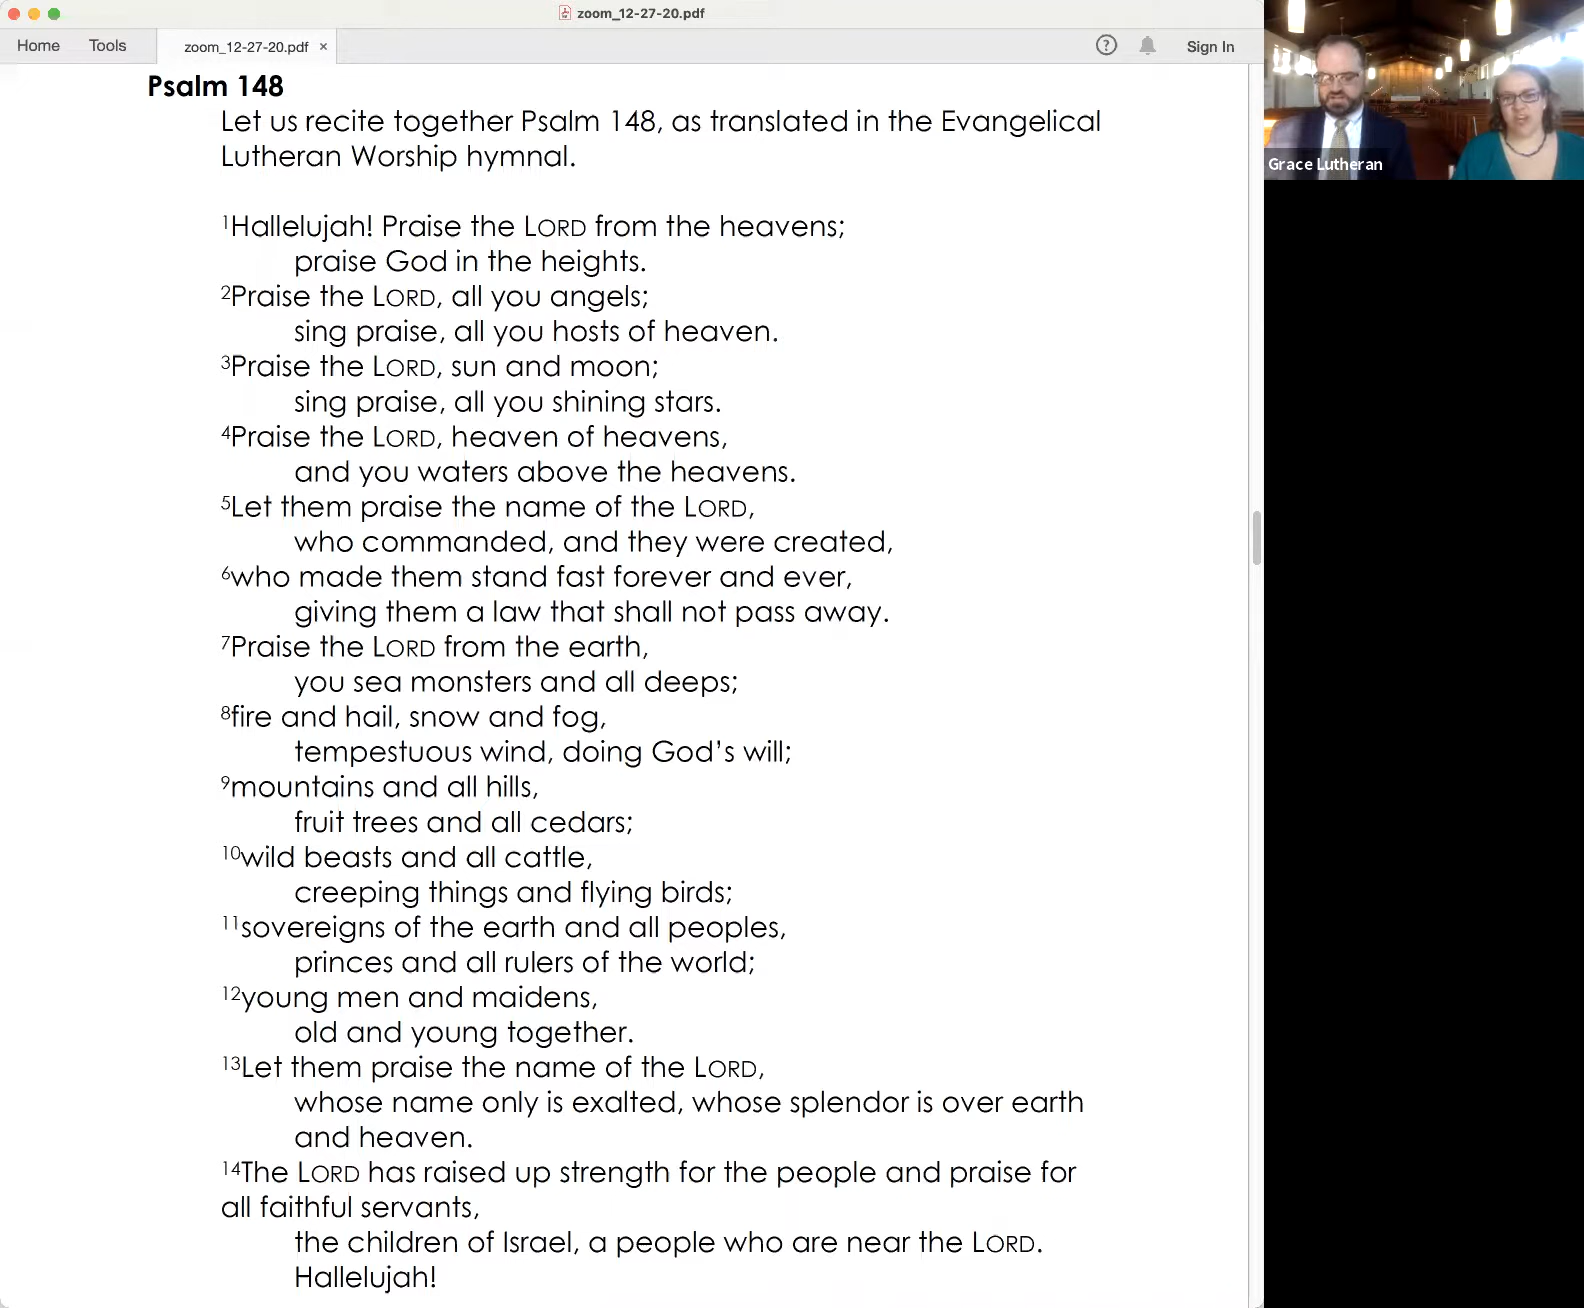 zoom_12-27-20.pdf
Home Tools zoom_12-27-20.pdf × ? Sign In
Psalm 148
Let us recite together Psalm 148, as translated in the Evangelical
Lutheran Worship hymnal.
1Hallelujah! Praise the LORD from the heavens;
praise God in the heights.
2Praise the LORD, all you angels;
sing praise, all you hosts of heaven.
3Praise the LORD, sun and moon;
sing praise, all you shining stars.
4Praise the LORD, heaven of heavens,
and you waters above the heavens.
5Let them praise the name of the LORD,
who commanded, and they were created,
6who made them stand fast forever and ever,
giving them a law that shall not pass away.
7Praise the LORD from the earth,
you sea monsters and all deeps;
8fire and hail, snow and fog,
tempestuous wind, doing God’s will;
9mountains and all hills,
fruit trees and all cedars;
10wild beasts and all cattle,
creeping things and flying birds;
11sovereigns of the earth and all peoples,
princes and all rulers of the world;
12young men and maidens,
old and young together.
13Let them praise the name of the LORD,
whose name only is exalted, whose splendor is over earth
and heaven.
14The LORD has raised up strength for the people and praise for
all faithful servants,
the children of Israel, a people who are near the LORD.
Hallelujah!
Grace Lutheran